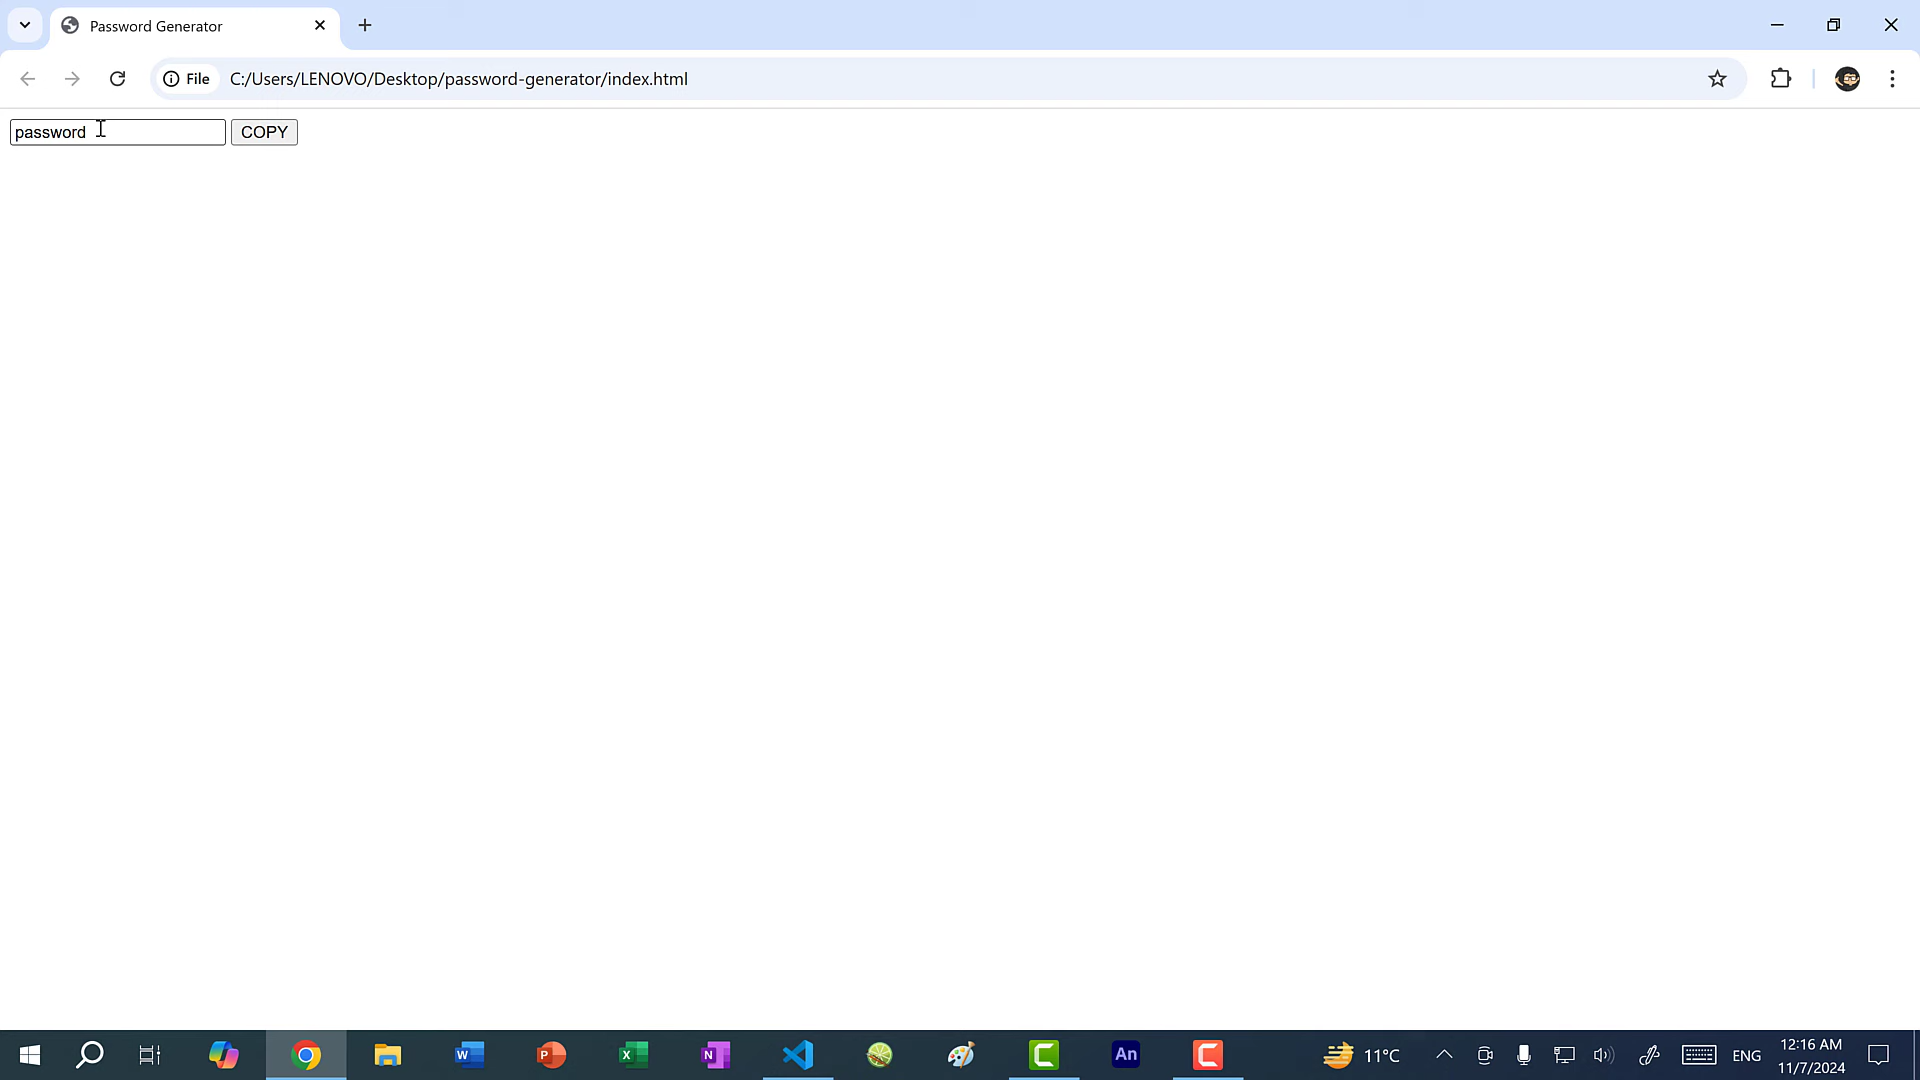 Password Generator
File C:/Users/LENOVO/Desktop/password-generator/index.html
password COPY
W P X N An C C 11°C ENG 12:16 AM
11/7/2024